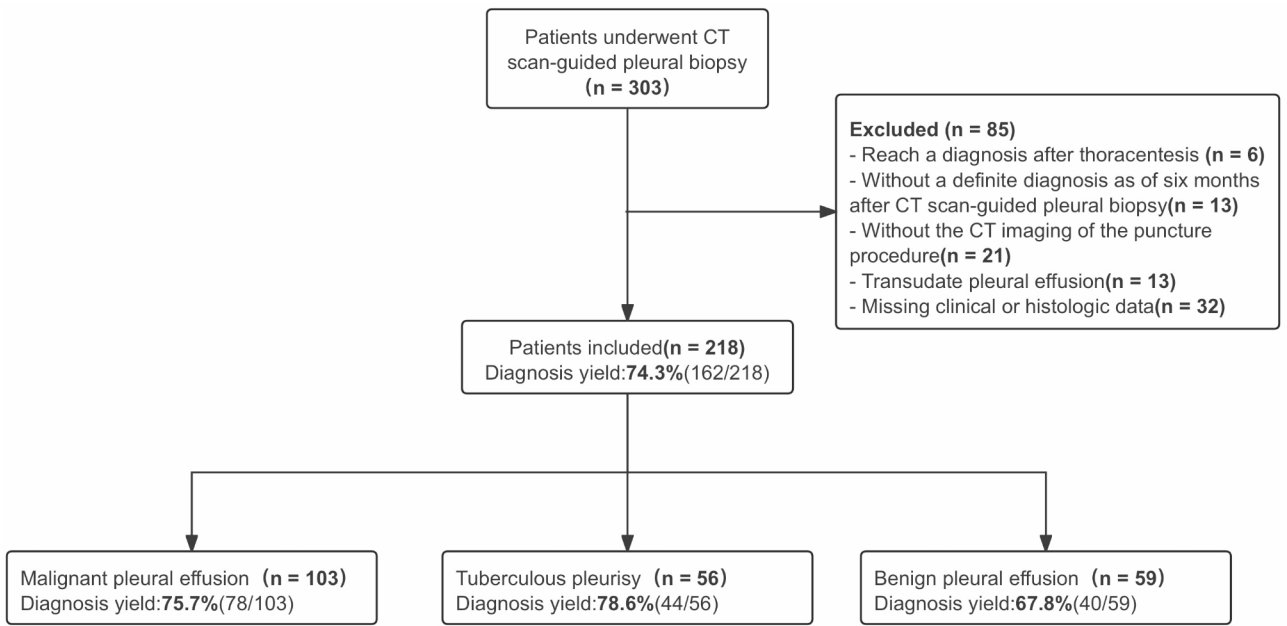 Patients underwent CT
scan-guided pleural biopsy
（n = 303）
Excluded (n = 85)
- Reach a diagnosis after thoracentesis (n = 6)
- Without a definite diagnosis as of six months
after CT scan-guided pleural biopsy(n = 13)
- Without the CT imaging of the puncture
procedure(n = 21)
- Transudate pleural effusion(n = 13)
- Missing clinical or histologic data(n = 32)
Patients included(n = 218)
Diagnosis yield:74.3%(162/218)
Malignant pleural effusion（n = 103）
Diagnosis yield:75.7%(78/103)
Tuberculous pleurisy（n = 56）
Diagnosis yield:78.6%(44/56)
Benign pleural effusion（n = 59）
Diagnosis yield:67.8%(40/59)